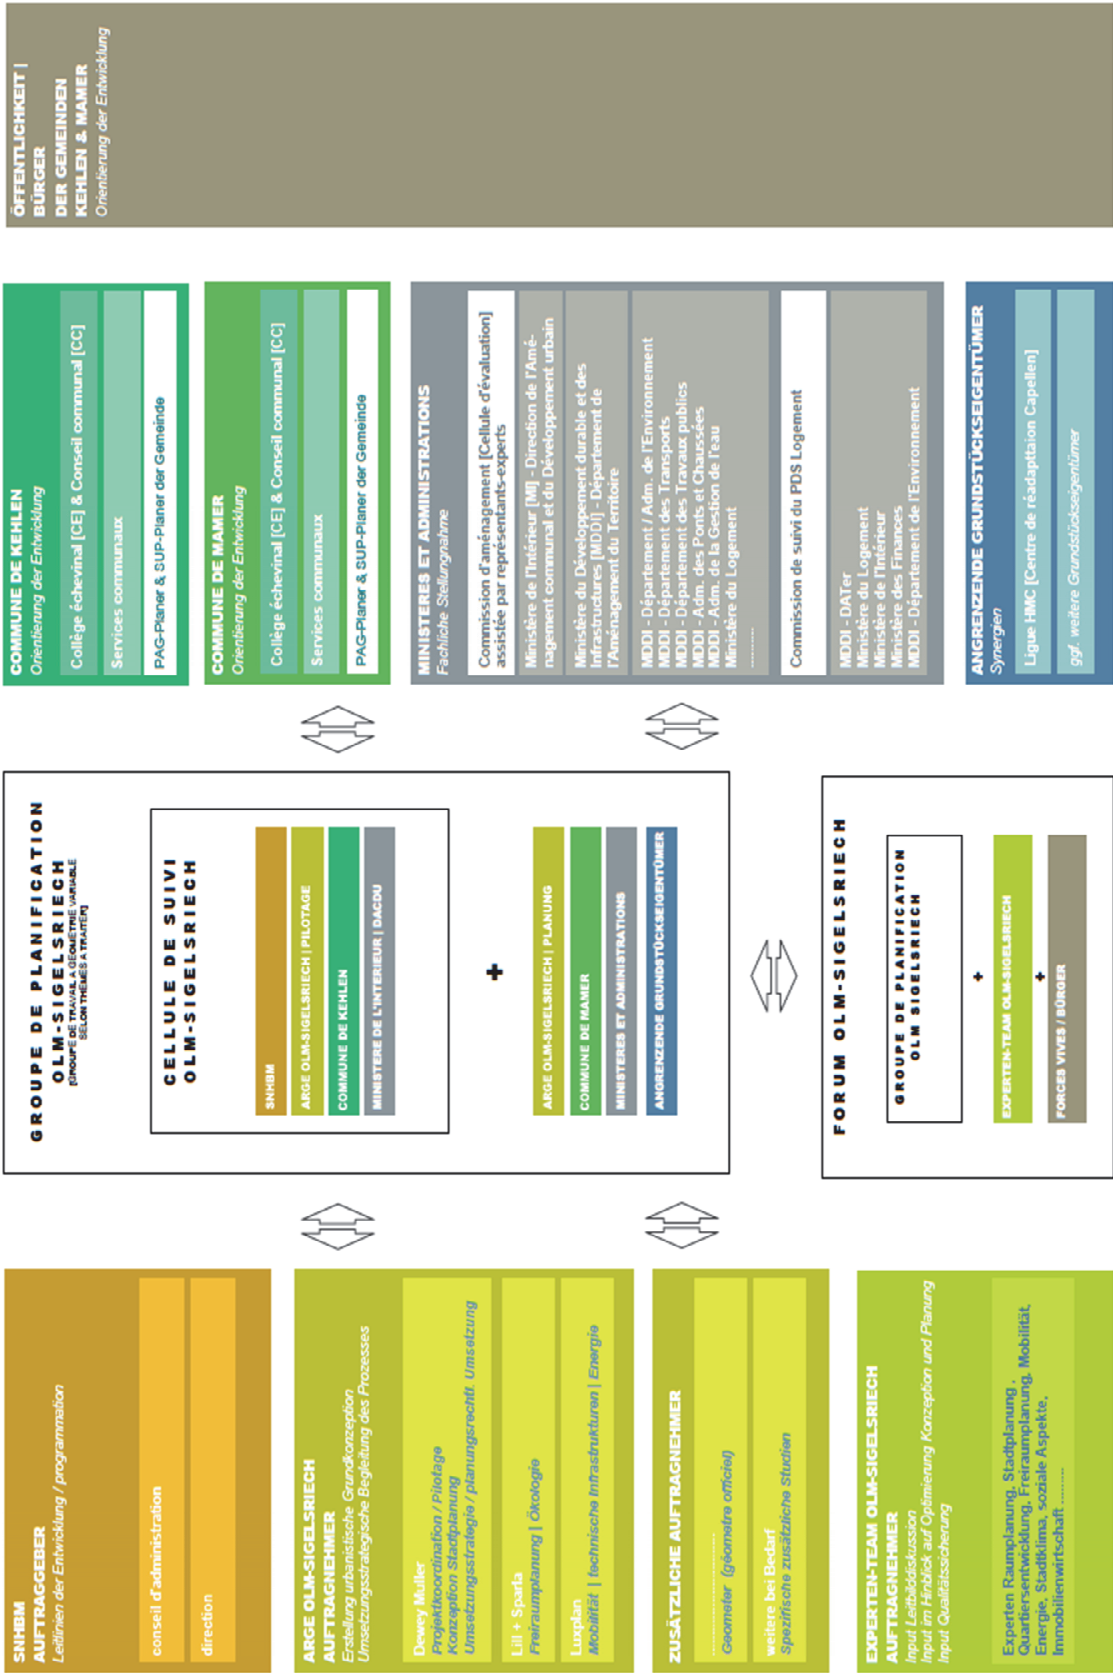 SNHBM
AUFTRAGGEBER
Leitlinien der Entwicklung / programmation
conseil d'administration
direction
ARGE OLM-SIGELSRIECH
AUFTRAGNEHMER
Erstellung urbanistische Grundkonzeption
Umsetzungsstrategische Begleitung des Prozesses
Dewey Muller
Projektkoordination / Pilotage
Konzeption Stadtplanung
Umsetzungsstrategie / planungsrechtl. Umsetzung
Lill + Sparla
Freiraumplanung | Ökologie
Luxplan
Mobilität | technische Infrastrukturen | Energie
ZUSÄTZLICHE AUFTRAGNEHMER
....................
Geometer (géometre officiel)
weitere bei Bedarf
Spezifische zusätzliche Studien
EXPERTEN-TEAM OLM-SIGELSRIECH
AUFTRAGNEHMER
Input Leitbilddiskussion
Input im Hinblick auf Optimierung Konzeption und Planung
Input Qualitätssicherung
Experten Raumplanung, Stadtplanung ,
Quartiersentwicklung, Freiraumplanung, Mobilität,
Energie, Stadtklima, soziale Aspekte,
Immobilienwirtschaft ..........
GROUPE DE PLANIFICATION
OLM-SIGELSRIECH
[GROUPE DE TRAVAIL A GÉOMÉTRIE VARIABLE
SELON THÈMES A TRAITER]
CELLULE DE SUIVI
OLM-SIGELSRIECH
SNHBM
ARGE OLM-SIGELSRIECH | PILOTAGE
COMMUNE DE KEHLEN
MINISTERE DE L'INTERIEUR | DACDU
+
ARGE OLM-SIGELSRIECH | PLANUNG
COMMUNE DE MAMER
MINISTERES ET ADMINISTRATIONS
ANGRENZENDE GRUNDSTÜCKSEIGENTÜMER
FORUM OLM-SIGELSRIECH
GROUPE DE PLANIFICATION
OLM SIGELSRIECH
+
EXPERTEN-TEAM OLM-SIGELSRIECH
+
FORCES VIVES / BÜRGER
COMMUNE DE KEHLEN
Orientierung der Entwicklung
Collège échevinal [CE] & Conseil communal [CC]
Services communaux
PAG-Planer & SUP-Planer der Gemeinde
COMMUNE DE MAMER
Orientierung der Entwicklung
Collège échevinal [CE] & Conseil communal [CC]
Services communaux
PAG-Planer & SUP-Planer der Gemeinde
MINISTERES ET ADMINISTRATIONS
Fachliche Stellungnahme
Commission d'aménagement [Cellule d'évaluation]
assistée par représentants-experts
Ministère de l'Intérieur [MI] - Direction de l'Amé-
nagement communal et du Développement urbain
Ministère du Développement durable et des
Infrastructures [MDDI] - Département de
l'Aménagement du Territoire
MDDI - Département / Adm. de l'Environnement
MDDI - Département des Transports
MDDI - Département des Travaux publics
MDDI - Adm. des Ponts et Chaussées
MDDI - Adm. de la Gestion de l'eau
Ministère du Logement
..........
Commission de suivi du PDS Logement
MDDI - DATer
Ministère du Logement
Ministère de l'Intérieur
Ministère des Finances
MDDI - Département de l'Environnement
ANGRENZENDE GRUNDSTÜCKSEIGENTÜMER
Synergien
Ligue HMC [Centre de réadapttaion Capellen]
ggf. weitere Grundstückseigentümer
ÖFFENTLICHKEIT |
BÜRGER
DER GEMEINDEN
KEHLEN & MAMER
Orientierung der Entwicklung